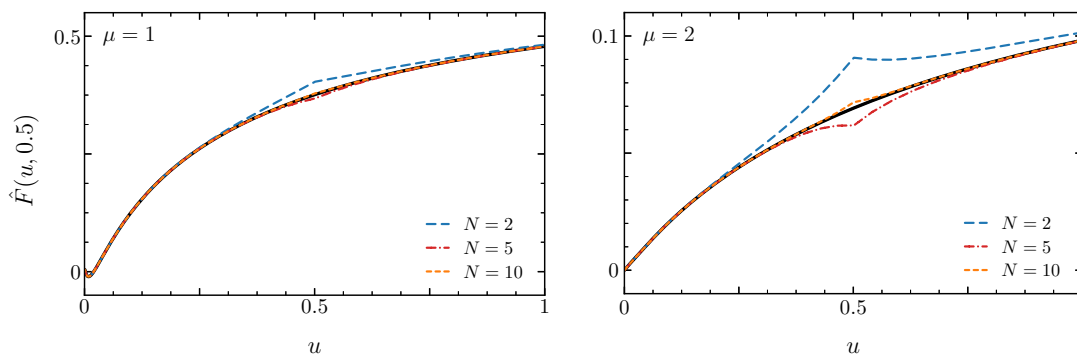 μ = 1
0.5
0
F̂(u, 0.5)
N = 2
N = 5
N = 10
0
0.5
1
u
μ = 2
0.1
0
N = 2
N = 5
N = 10
0
0.5
u